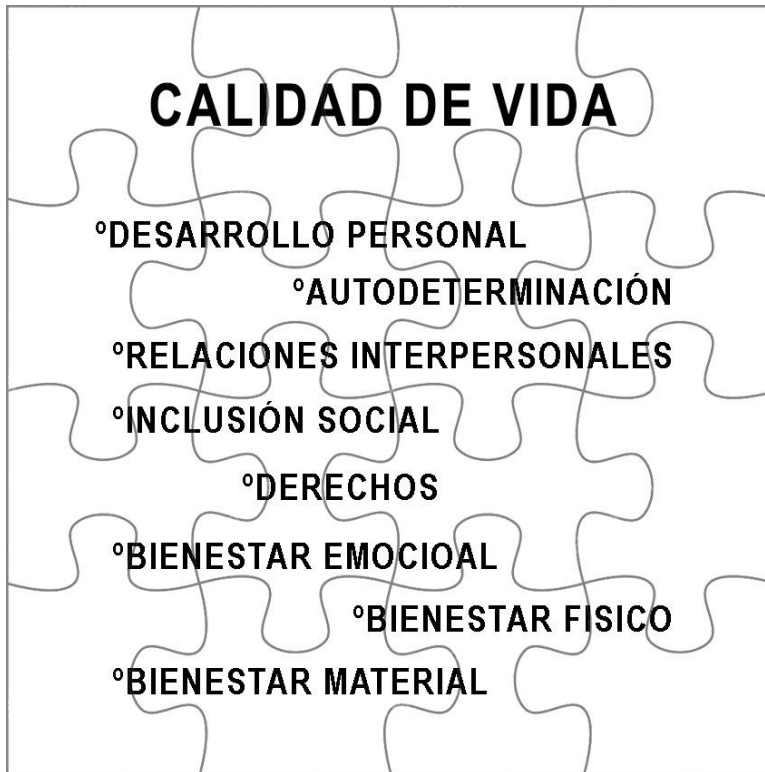 CALIDAD DE VIDA
ºDESARROLLO PERSONAL
ºAUTODETERMINACIÓN
ºRELACIONES INTERPERSONALES
ºINCLUSIÓN SOCIAL
ºDERECHOS
ºBIENESTAR EMOCIOAL
ºBIENESTAR FISICO
ºBIENESTAR MATERIAL